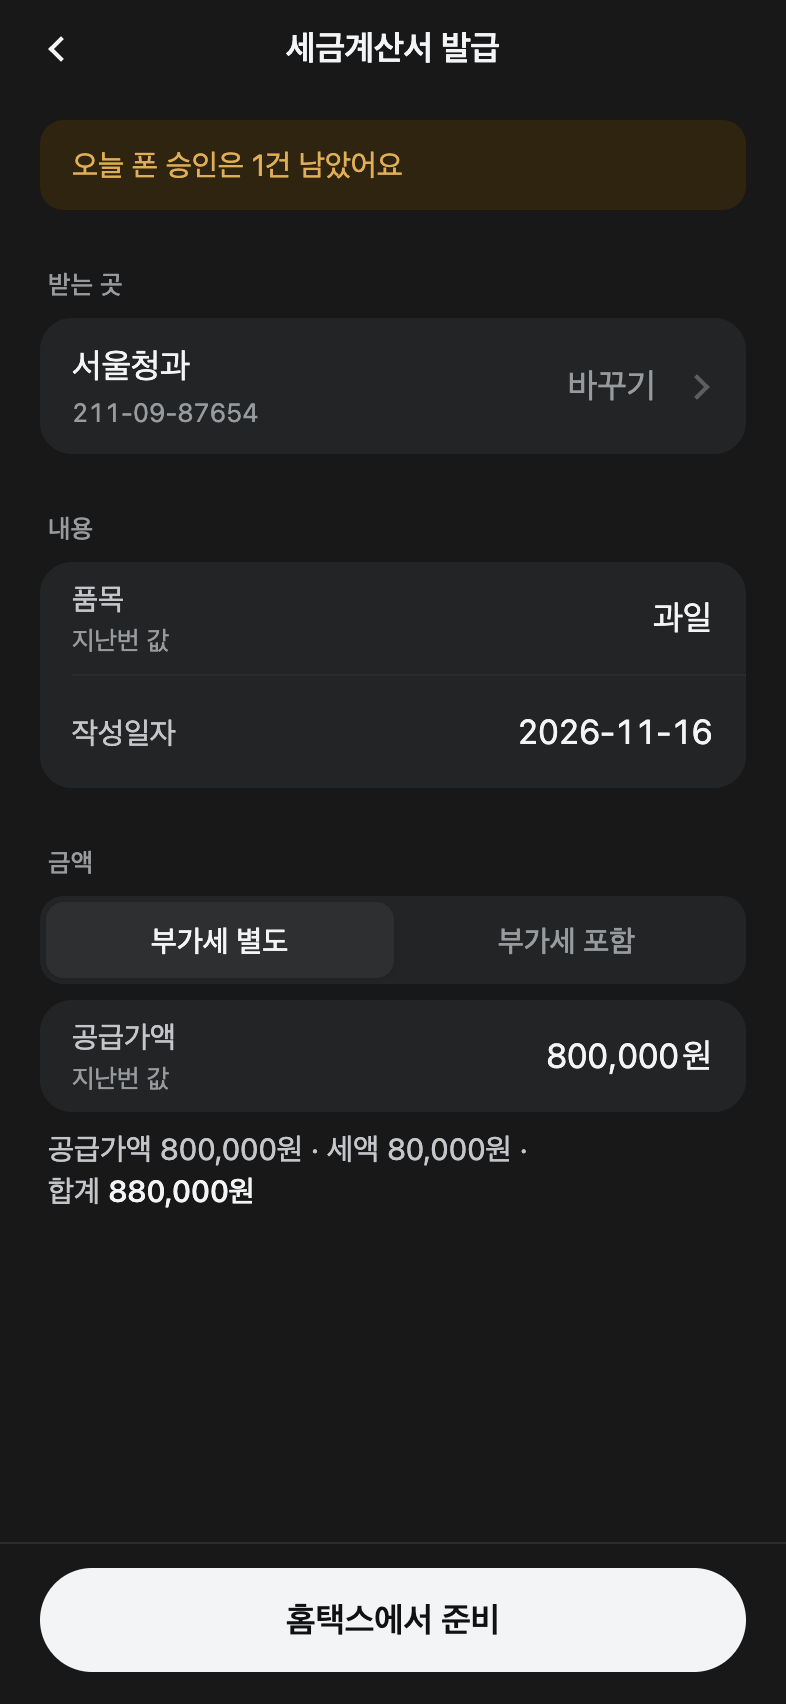 세금계산서 발급
오늘 폰 승인은 1건 남았어요
받는 곳
서울청과
211-09-87654
바꾸기
내용
품목
지난번 값
과일
작성일자
2026-11-16
금액
부가세 별도
부가세 포함
공급가액
지난번 값
800,000원
공급가액 800,000원 · 세액 80,000원 ·
합계 880,000원
홈택스에서 준비